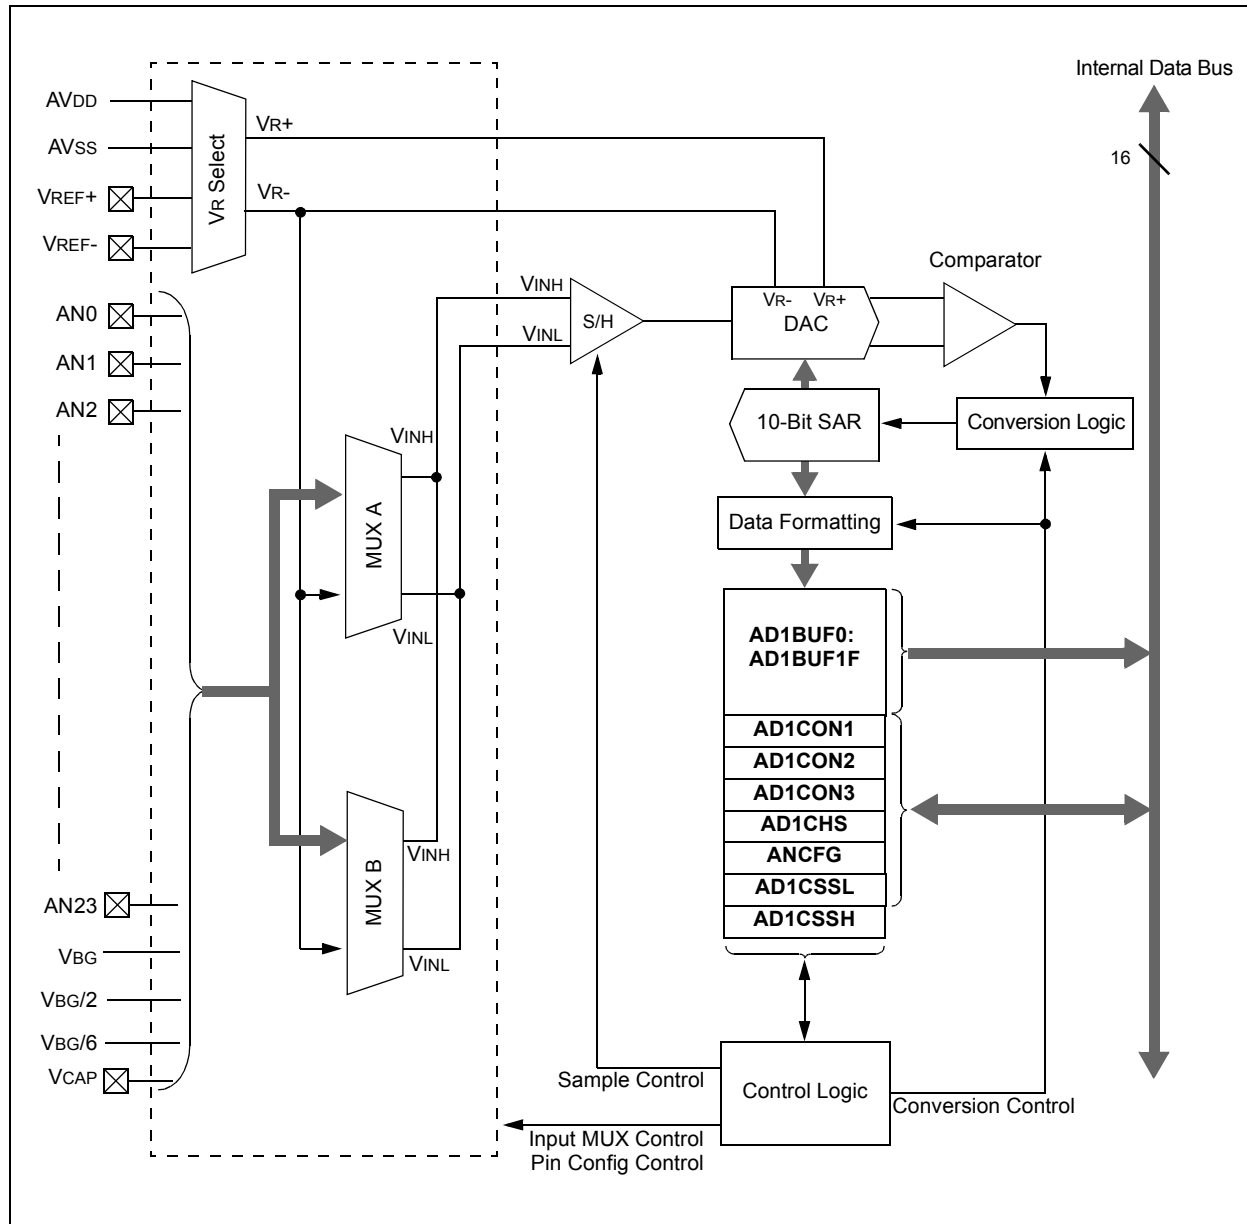 Internal Data Bus
16
AVDD
AVSS
VREF+
VREF-
VR Select
VR+
VR-
AN0
AN1
AN2
AN23
VBG
VBG/2
VBG/6
VCAP
MUX A
VINH
VINL
MUX B
VINH
VINL
VINH
VINL
S/H
VR- VR+
DAC
Comparator
10-Bit SAR
Conversion Logic
Data Formatting
AD1BUF0:
AD1BUF1F
AD1CON1
AD1CON2
AD1CON3
AD1CHS
ANCFG
AD1CSSL
AD1CSSH
Control Logic
Sample Control
Conversion Control
Input MUX Control
Pin Config Control